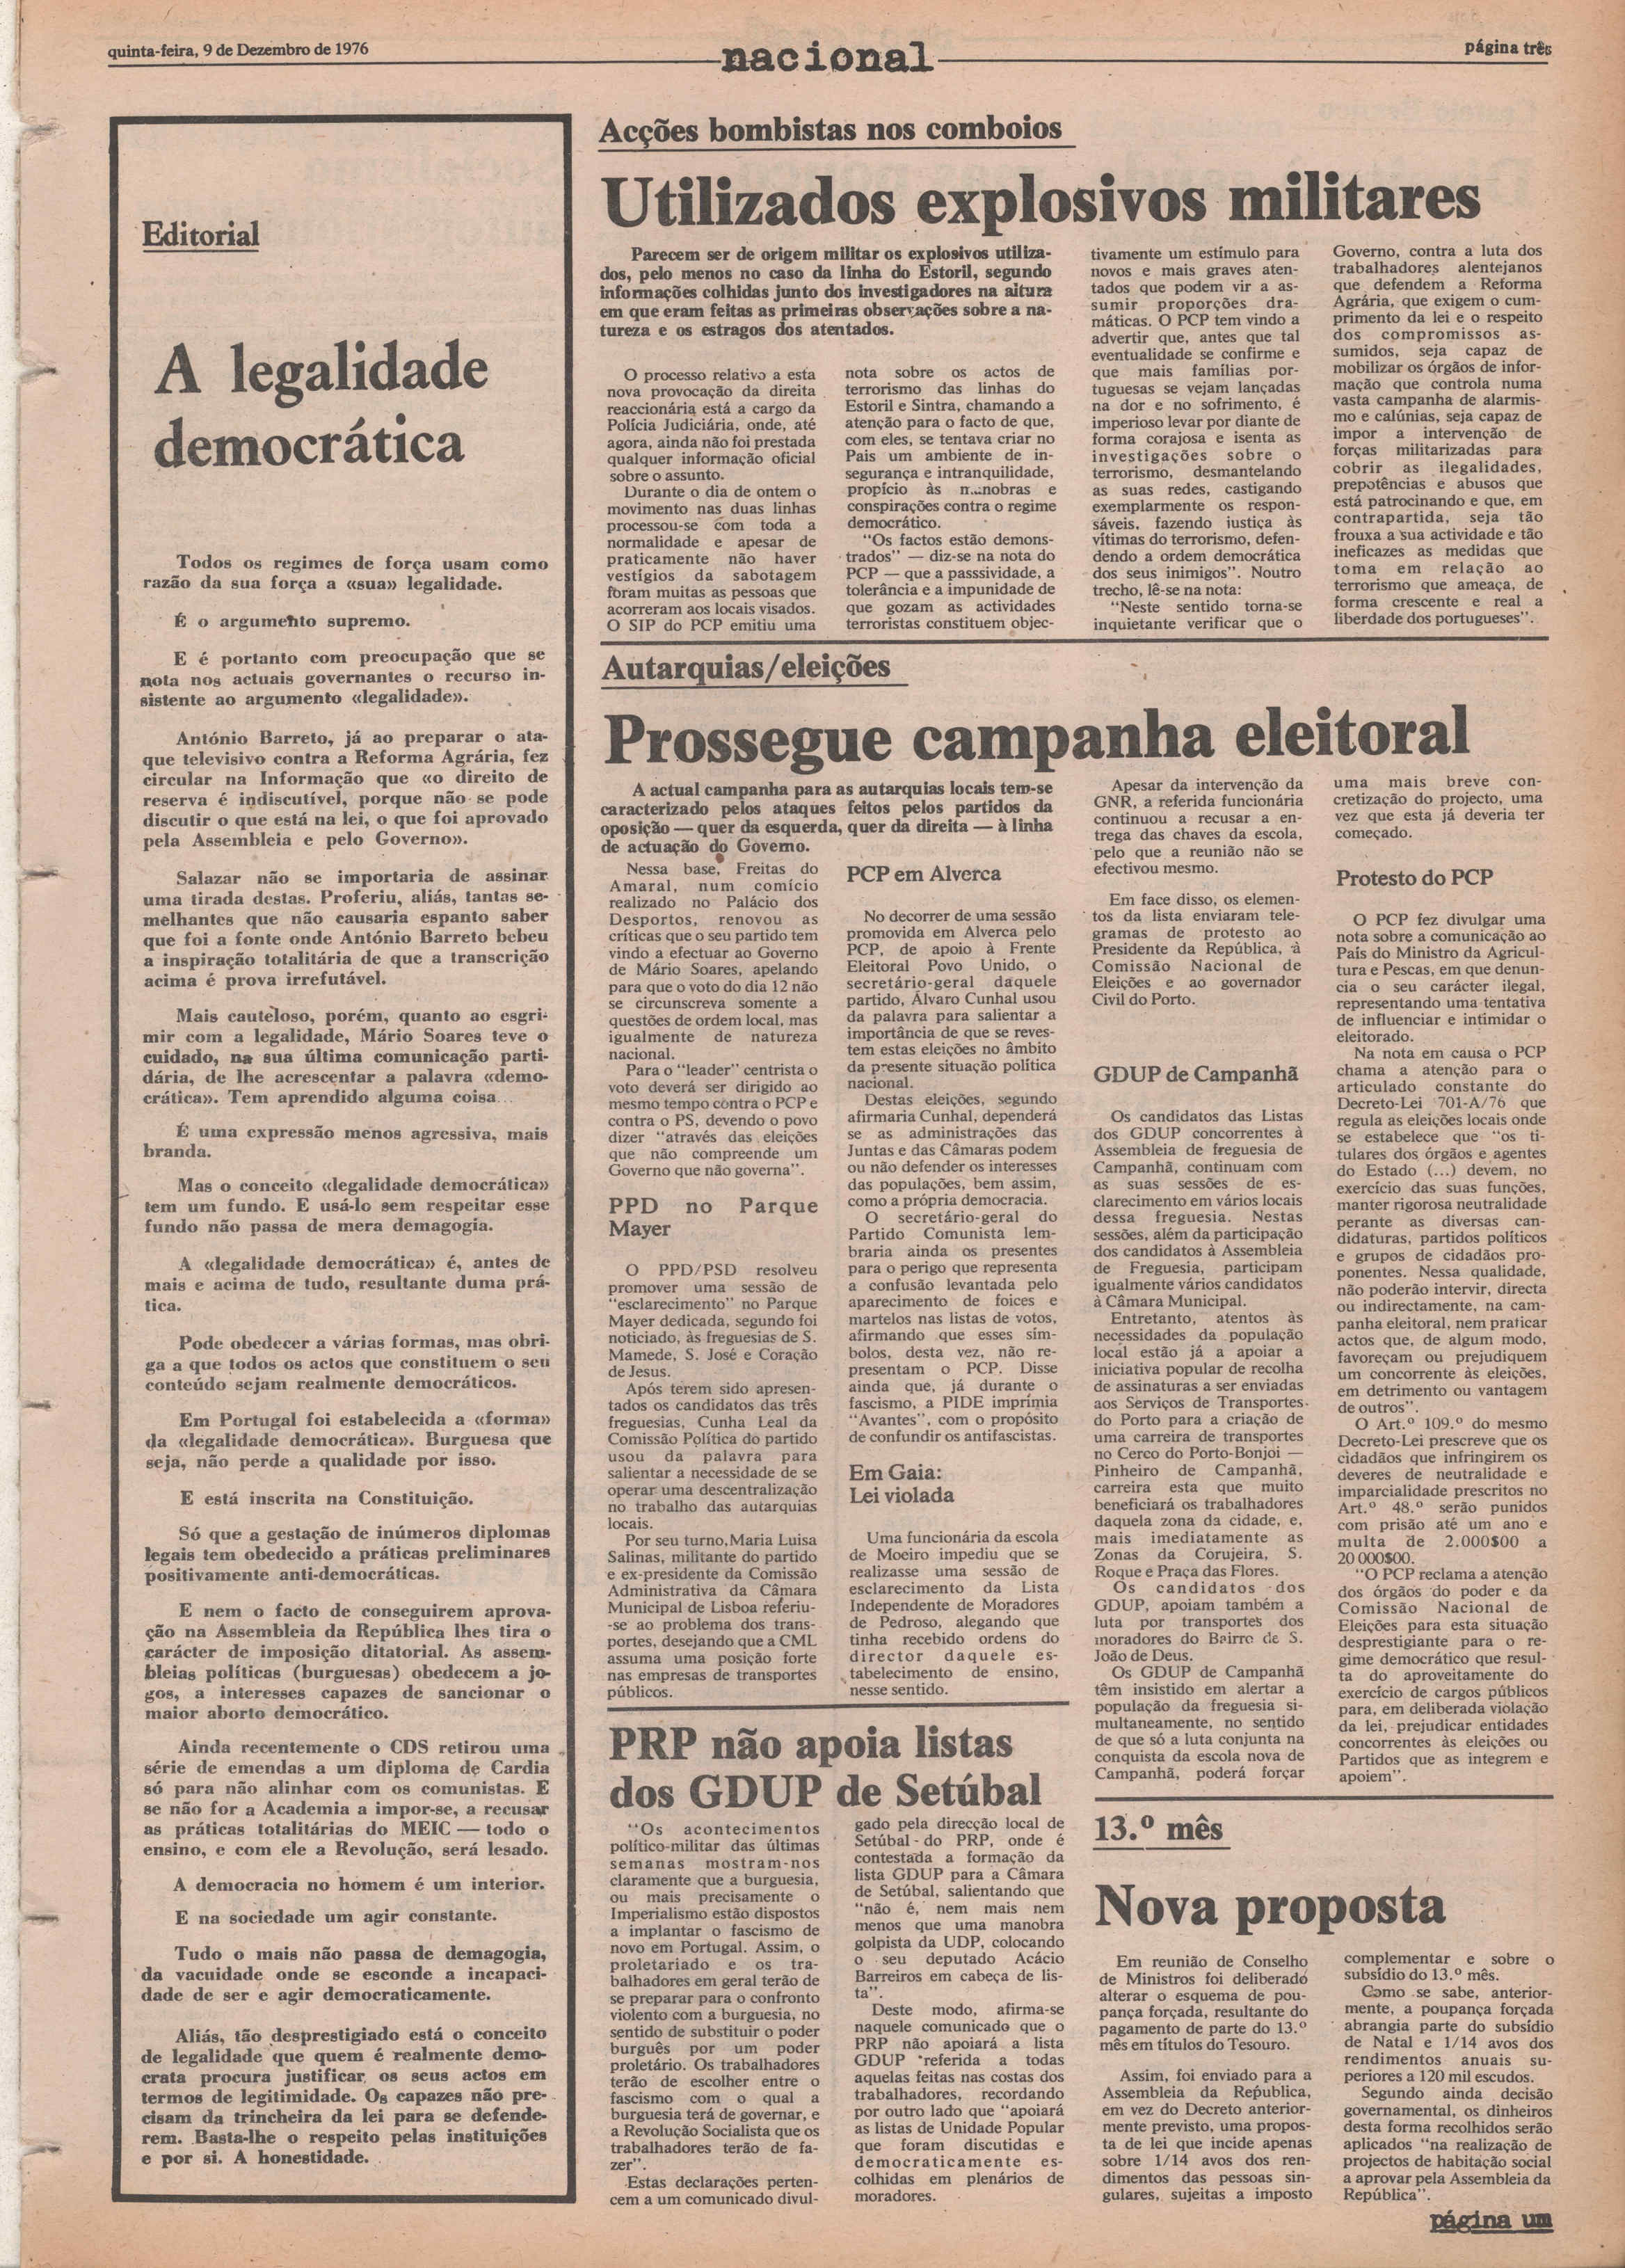 quinta-feira, 9 de Dezembro de 1976
nacional
página três
Editorial
A legalidade
democrática
Todos os regimes de força usam como
razão da sua força a «sua» legalidade.
É o argumento supremo.
E é portanto com preocupação que se
nota nos actuais governantes o recurso in-
sistente ao argumento «legalidade».
António Barreto, já ao preparar o ata-
que televisivo contra a Reforma Agrária, fez
circular na Informação que «o direito de
reserva é indiscutível, porque não se pode
discutir o que está na lei, o que foi aprovado
pela Assembleia e pelo Governo».
Salazar não se importaria de assinar
uma tirada destas. Proferiu, aliás, tantas se-
melhantes que não causaria espanto saber
que foi a fonte onde António Barreto bebeu
a inspiração totalitária de que a transcrição
acima é prova irrefutável.
Mais cauteloso, porém, quanto ao esgri-
mir com a legalidade, Mário Soares teve o
cuidado, na sua última comunicação parti-
dária, de lhe acrescentar a palavra «demo-
crática». Tem aprendido alguma coisa...
É uma expressão menos agressiva, mais
branda.
Mas o conceito «legalidade democrática»
tem um fundo. E usá-lo sem respeitar esse
fundo não passa de mera demagogia.
A «legalidade democrática» é, antes de
mais e acima de tudo, resultante duma prá-
tica.
Pode obedecer a várias formas, mas obri-
ga a que todos os actos que constituem o seu
conteúdo sejam realmente democráticos.
Em Portugal foi estabelecida a «forma»
da «legalidade democrática». Burguesa que
seja, não perde a qualidade por isso.
E está inscrita na Constituição.
Só que a gestação de inúmeros diplomas
legais tem obedecido a práticas preliminares
positivamente anti-democráticas.
E nem o facto de conseguirem aprova-
ção na Assembleia da República lhes tira o
carácter de imposição ditatorial. As assem-
bleias políticas (burguesas) obedecem a jo-
gos, a interesses capazes de sancionar o
maior aborto democrático.
Ainda recentemente o CDS retirou uma
série de emendas a um diploma de Cardia
só para não alinhar com os comunistas. E
se não for a Academia a impor-se, a recusar
as práticas totalitárias do MEIC — todo o
ensino, e com ele a Revolução, será lesado.
A democracia no homem é um interior.
E na sociedade um agir constante.
Tudo o mais não passa de demagogia,
da vacuidade onde se esconde a incapaci-
dade de ser e agir democraticamente.
Aliás, tão desprestigiado está o conceito
de legalidade que quem é realmente demo-
crata procura justificar os seus actos em
termos de legitimidade. Os capazes não pre-
cisam da trincheira da lei para se defende-
rem. Basta-lhe o respeito pelas instituições
e por si. A honestidade.
Acções bombistas nos comboios
Utilizados explosivos militares
Parecem ser de origem militar os explosivos utiliza-
dos, pelo menos no caso da linha do Estoril, segundo
informações colhidas junto dos investigadores na altura
em que eram feitas as primeiras observações sobre a na-
tureza e os estragos dos atentados.
O processo relativo a esta
nova provocação da direita
reaccionária está a cargo da
Polícia Judiciária, onde, até
agora, ainda não foi prestada
qualquer informação oficial
sobre o assunto.
Durante o dia de ontem o
movimento nas duas linhas
processou-se com toda a
normalidade e apesar de
praticamente não haver
vestígios da sabotagem
foram muitas as pessoas que
acorreram aos locais visados.
O SIP do PCP emitiu uma
nota sobre os actos de
terrorismo das linhas do
Estoril e Sintra, chamando a
atenção para o facto de que,
com eles, se tentava criar no
Pais um ambiente de in-
segurança e intranquilidade,
propício às manobras e
conspirações contra o regime
democrático.
"Os factos estão demons-
trados" — diz-se na nota do
PCP — que a passsividade, a
tolerância e a impunidade de
que gozam as actividades
terroristas constituem objec-
tivamente um estímulo para
novos e mais graves aten-
tados que podem vir a as-
sumir proporções dra-
máticas. O PCP tem vindo a
advertir que, antes que tal
eventualidade se confirme e
que mais famílias por-
tuguesas se vejam lançadas
na dor e no sofrimento, é
imperioso levar por diante de
forma corajosa e isenta as
investigações sobre o
terrorismo, desmantelando
as suas redes, castigando
exemplarmente os respon-
sáveis, fazendo justiça às
vítimas do terrorismo, defen-
dendo a ordem democrática
dos seus inimigos". Noutro
trecho, lê-se na nota:
"Neste sentido torna-se
inquietante verificar que o
Governo, contra a luta dos
trabalhadores alentejanos
que defendem a Reforma
Agrária, que exigem o cum-
primento da lei e o respeito
dos compromissos as-
sumidos, seja capaz de
mobilizar os órgãos de infor-
mação que controla numa
vasta campanha de alarmis-
mo e calúnias, seja capaz de
impor a intervenção de
forças militarizadas para
cobrir as ilegalidades,
prepotências e abusos que
está patrocinando e que, em
contrapartida, seja tão
frouxa a sua actividade e tão
ineficazes as medidas que
toma em relação ao
terrorismo que ameaça, de
forma crescente e real a
liberdade dos portugueses".
Autarquias/eleições
Prossegue campanha eleitoral
A actual campanha para as autarquias locais tem-se
caracterizado pelos ataques feitos pelos partidos da
oposição — quer da esquerda, quer da direita — à linha
de actuação do Governo.
Nessa base, Freitas do
Amaral, num comício
realizado no Palácio dos
Desportos, renovou as
críticas que o seu partido tem
vindo a efectuar ao Governo
de Mário Soares, apelando
para que o voto do dia 12 não
se circunscreva somente a
questões de ordem local, mas
igualmente de natureza
nacional.
Para o "leader" centrista o
voto deverá ser dirigido ao
mesmo tempo contra o PCP e
contra o PS, devendo o povo
dizer "através das eleições
que não compreende um
Governo que não governa".
PPD no Parque
Mayer
O PPD/PSD resolveu
promover uma sessão de
"esclarecimento" no Parque
Mayer dedicada, segundo foi
noticiado, às freguesias de S.
Mamede, S. José e Coração
de Jesus.
Após terem sido apresen-
tados os candidatos das três
freguesias, Cunha Leal da
Comissão Política do partido
usou da palavra para
salientar a necessidade de se
operar uma descentralização
no trabalho das autarquias
locais.
Por seu turno, Maria Luisa
Salinas, militante do partido
e ex-presidente da Comissão
Administrativa da Câmara
Municipal de Lisboa referiu-
-se ao problema dos trans-
portes, desejando que a CML
assuma uma posição forte
nas empresas de transportes
públicos.
PCP em Alverca
No decorrer de uma sessão
promovida em Alverca pelo
PCP, de apoio à Frente
Eleitoral Povo Unido, o
secretário-geral daquele
partido, Álvaro Cunhal usou
da palavra para salientar a
importância de que se reves-
tem estas eleições no âmbito
da presente situação política
nacional.
Destas eleições, segundo
afirmaria Cunhal, dependerá
se as administrações das
Juntas e das Câmaras podem
ou não defender os interesses
das populações, bem assim,
como a própria democracia.
O secretário-geral do
Partido Comunista lem-
braria ainda os presentes
para o perigo que representa
a confusão levantada pelo
aparecimento de foices e
martelos nas listas de votos,
afirmando que esses sim-
bolos, desta vez, não re-
presentam o PCP. Disse
ainda que, já durante o
fascismo, a PIDE imprimia
"Avantes", com o propósito
de confundir os antifascistas.
Em Gaia:
Lei violada
Uma funcionária da escola
de Moeiro impediu que se
realizasse uma sessão de
esclarecimento da Lista
Independente de Moradores
de Pedroso, alegando que
tinha recebido ordens do
director daquele es-
tabelecimento de ensino,
nesse sentido.
Apesar da intervenção da
GNR, a referida funcionária
continuou a recusar a en-
trega das chaves da escola,
pelo que a reunião não se
efectivou mesmo.
Em face disso, os elemen-
tos da lista enviaram tele-
gramas de protesto ao
Presidente da República, à
Comissão Nacional de
Eleições e ao governador
Civil do Porto.
GDUP de Campanhã
Os candidatos das Listas
dos GDUP concorrentes à
Assembleia de freguesia de
Campanhã, continuam com
as suas sessões de es-
clarecimento em vários locais
dessa freguesia. Nestas
sessões, além da participação
dos candidatos à Assembleia
de Freguesia, participam
igualmente vários candidatos
à Câmara Municipal.
Entretanto, atentos às
necessidades da população
local estão já a apoiar a
iniciativa popular de recolha
de assinaturas a ser enviadas
aos Serviços de Transportes
do Porto para a criação de
uma carreira de transportes
no Cerco do Porto-Bonjoi —
Pinheiro de Campanhã,
carreira esta que muito
beneficiará os trabalhadores
daquela zona da cidade, e,
mais imediatamente as
Zonas da Corujeira, S.
Roque e Praça das Flores.
Os candidatos dos
GDUP, apoiam também a
luta por transportes dos
moradores do Bairro de S.
João de Deus.
Os GDUP de Campanhã
têm insistido em alertar a
população da freguesia si-
multaneamente, no sentido
de que só a luta conjunta na
conquista da escola nova de
Campanhã, poderá forçar
uma mais breve con-
cretização do projecto, uma
vez que esta já deveria ter
começado.
Protesto do PCP
O PCP fez divulgar uma
nota sobre a comunicação ao
País do Ministro da Agricul-
tura e Pescas, em que denun-
cia o seu carácter ilegal,
representando uma tentativa
de influenciar e intimidar o
eleitorado.
Na nota em causa o PCP
chama a atenção para o
articulado constante do
Decreto-Lei 701-A/76 que
regula as eleições locais onde
se estabelece que "os ti-
tulares dos órgãos e agentes
do Estado (...) devem, no
exercício das suas funções,
manter rigorosa neutralidade
perante as diversas can-
didaturas, partidos políticos
e grupos de cidadãos pro-
ponentes. Nessa qualidade,
não poderão intervir, directa
ou indirectamente, na cam-
panha eleitoral, nem praticar
actos que, de algum modo,
favoreçam ou prejudiquem
um concorrente às eleições,
em detrimento ou vantagem
de outros".
O Art.º 109.º do mesmo
Decreto-Lei prescreve que os
cidadãos que infringirem os
deveres de neutralidade e
imparcialidade prescritos no
Art.º 48.º serão punidos
com prisão até um ano e
multa de 2.000$00 a
20 000$00.
"O PCP reclama a atenção
dos órgãos do poder e da
Comissão Nacional de
Eleições para esta situação
desprestigiante para o re-
gime democrático que resul-
ta do aproveitamento do
exercício de cargos públicos
para, em deliberada violação
da lei, prejudicar entidades
concorrentes às eleições ou
Partidos que as integrem e
apoiem".
PRP não apoia listas
dos GDUP de Setúbal
"Os acontecimentos
político-militar das últimas
semanas mostram-nos
claramente que a burguesia,
ou mais precisamente o
Imperialismo estão dispostos
a implantar o fascismo de
novo em Portugal. Assim, o
proletariado e os tra-
balhadores em geral terão de
se preparar para o confronto
violento com a burguesia, no
sentido de substituir o poder
burguês por um poder
proletário. Os trabalhadores
terão de escolher entre o
fascismo com o qual a
burguesia terá de governar, e
a Revolução Socialista que os
trabalhadores terão de fa-
zer".
Estas declarações perten-
cem a um comunicado divul-
gado pela direcção local de
Setúbal - do PRP, onde é
contestada a formação da
lista GDUP para a Câmara
de Setúbal, salientando que
"não é, nem mais nem
menos que uma manobra
golpista da UDP, colocando
o seu deputado Acácio
Barreiros em cabeça de lis-
ta".
Deste modo, afirma-se
naquele comunicado que o
PRP não apoiará a lista
GDUP referida a todas
aquelas feitas nas costas dos
trabalhadores, recordando
por outro lado que "apoiará
as listas de Unidade Popular
que foram discutidas e
democraticamente es-
colhidas em plenários de
moradores.
13.º mês
Nova proposta
Em reunião de Conselho
de Ministros foi deliberado
alterar o esquema de pou-
pança forçada, resultante do
pagamento de parte do 13.º
mês em títulos do Tesouro.
Assim, foi enviado para a
Assembleia da Republica,
em vez do Decreto anterior-
mente previsto, uma propos-
ta de lei que incide apenas
sobre 1/14 avos dos ren-
dimentos das pessoas sin-
gulares, sujeitas a imposto
complementar e sobre o
subsídio do 13.º mês.
Como se sabe, anterior-
mente, a poupança forçada
abrangia parte do subsídio
de Natal e 1/14 avos dos
rendimentos anuais su-
periores a 120 mil escudos.
Segundo ainda decisão
governamental, os dinheiros
desta forma recolhidos serão
aplicados "na realização de
projectos de habitação social
a aprovar pela Assembleia da
República".
página um